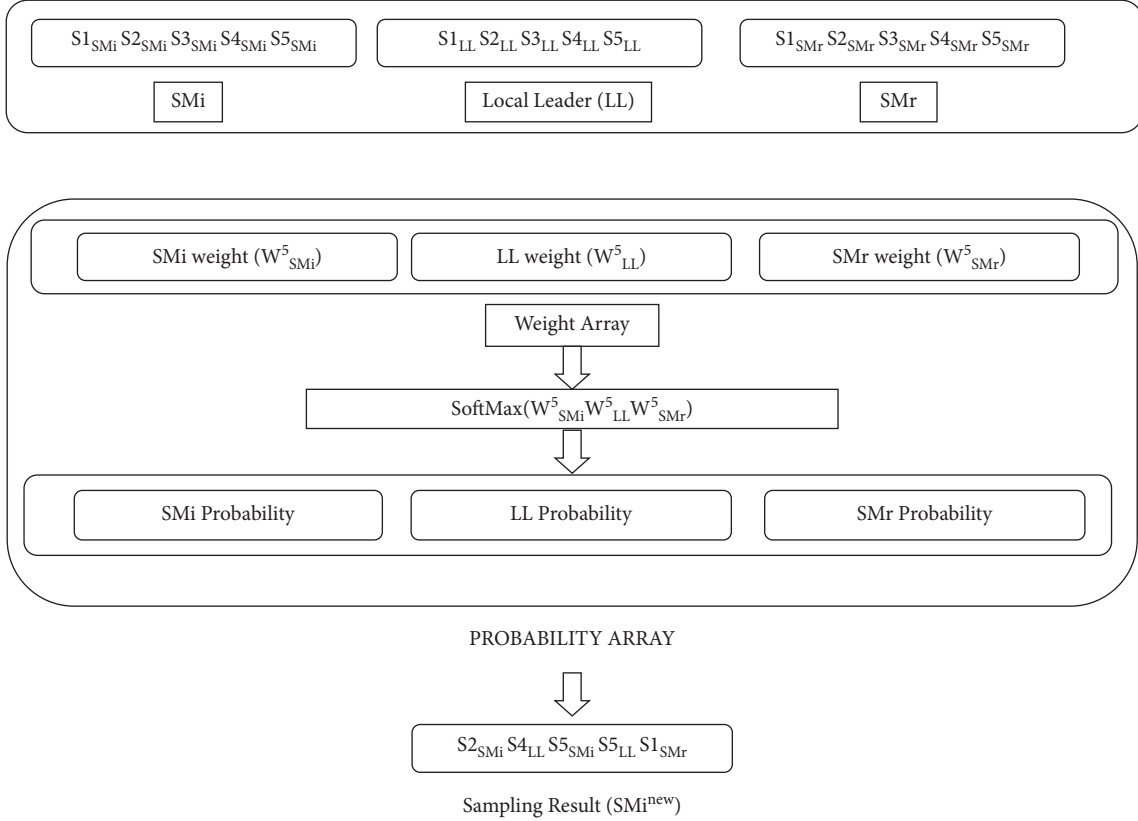 S1SMi S2SMi S3SMi S4SMi S5SMi S1LL S2LL S3LL S4LL S5LL S1SMr S2SMr S3SMr S4SMr S5SMr
SMi Local Leader (LL) SMr
SMi weight (W⁵SMi) LL weight (W⁵LL) SMr weight (W⁵SMr)
Weight Array
SoftMax(W⁵SMiW⁵LLW⁵SMr)
SMi Probability LL Probability SMr Probability
PROBABILITY ARRAY
S2SMi S4LL S5SMi S5LL S1SMr
Sampling Result (SMiⁿᵉʷ)